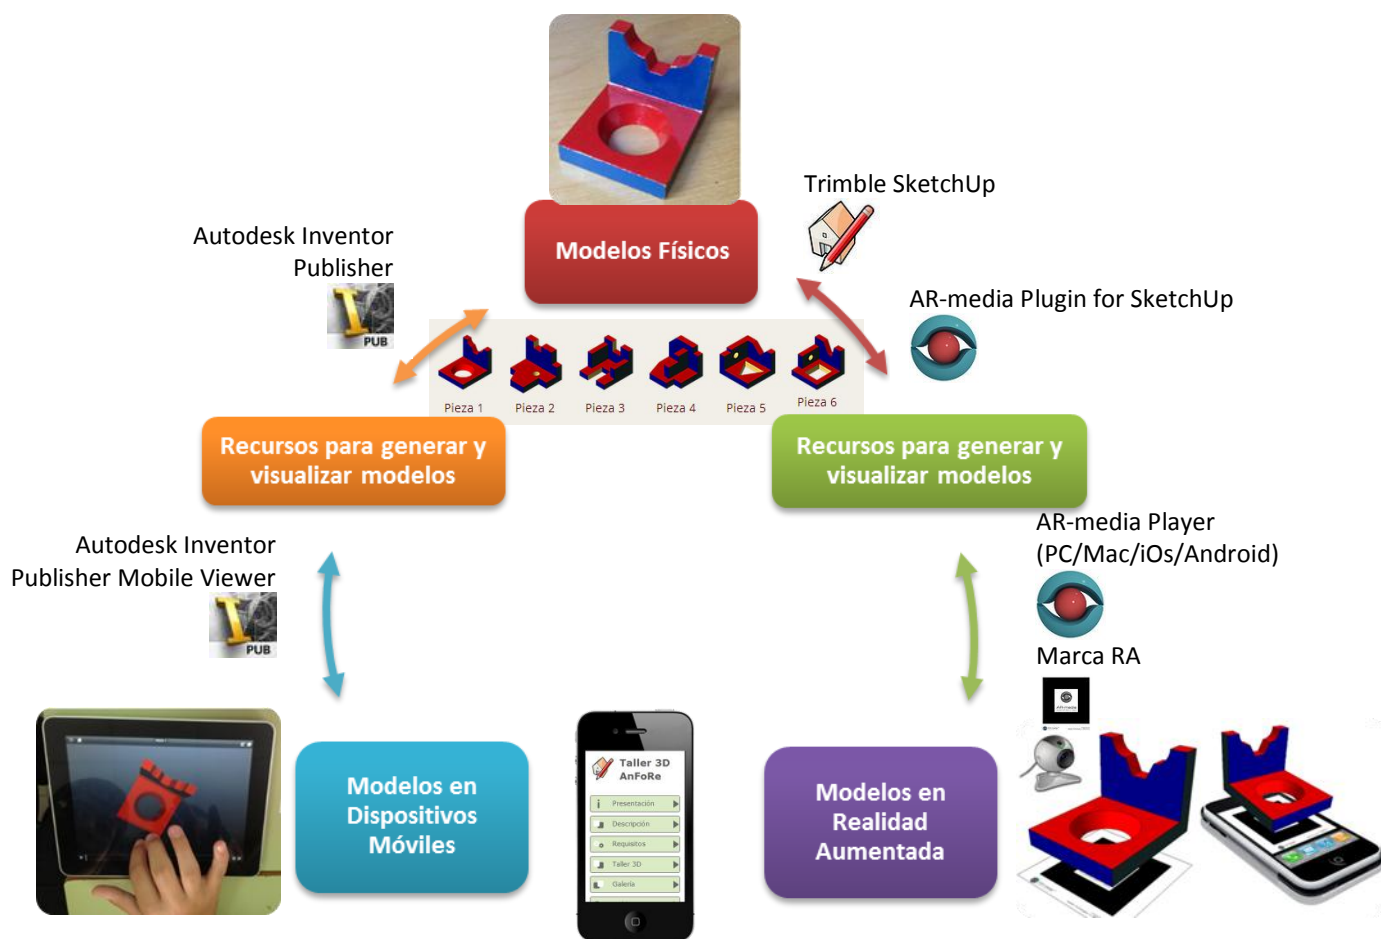 Trimble SketchUp
Modelos Físicos
Autodesk Inventor
Publisher
PUB
AR-media Plugin for SketchUp
Pieza 1
Pieza 2
Pieza 3
Pieza 4
Pieza 5
Pieza 6
Recursos para generar y
visualizar modelos
Recursos para generar y
visualizar modelos
Autodesk Inventor
Publisher Mobile Viewer
PUB
AR-media Player
(PC/Mac/iOs/Android)
Marca RA
Modelos en
Dispositivos
Móviles
Taller 3D
AnFoRe
Presentación
Descripción
Requisitos
Taller 3D
Galería
Modelos en
Realidad
Aumentada